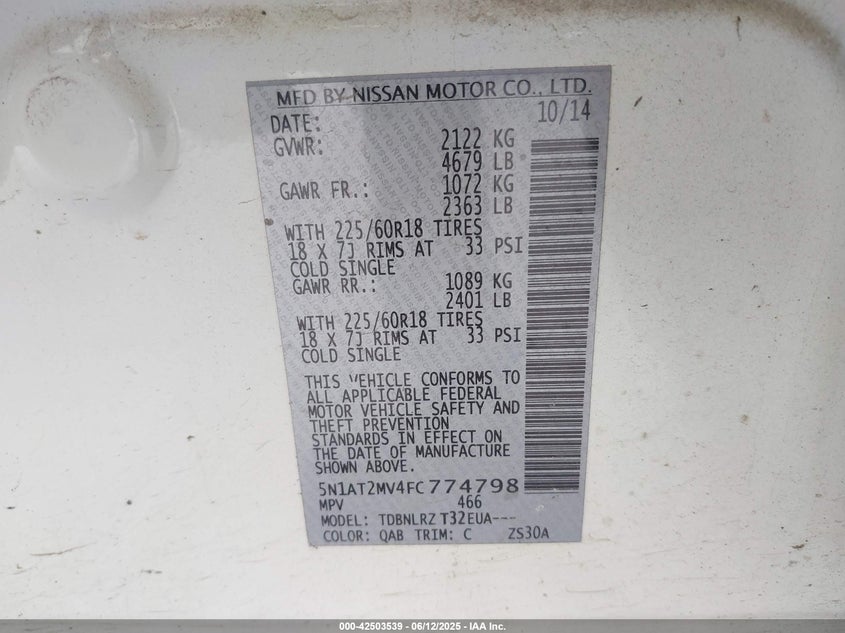 MFD BY NISSAN MOTOR CO., LTD.
DATE: 10/14
GVWR: 2122 KG
4679 LB
GAWR FR.: 1072 KG
2363 LB
WITH 225/60R18 TIRES
18 X 7J RIMS AT 33 PSI
COLD SINGLE
GAWR RR.: 1089 KG
2401 LB
WITH 225/60R18 TIRES
18 X 7J RIMS AT 33 PSI
COLD SINGLE
THIS VEHICLE CONFORMS TO
ALL APPLICABLE FEDERAL
MOTOR VEHICLE SAFETY AND
THEFT PREVENTION
STANDARDS IN EFFECT ON
THE DATE OF MANUFACTURE
SHOWN ABOVE.
5N1AT2MV4FC774798
MPV 466
MODEL: TDBNLRZ T32EUA---
COLOR: QAB TRIM: C ZS30A
000-42503539 - 06/12/2025 - IAA Inc.